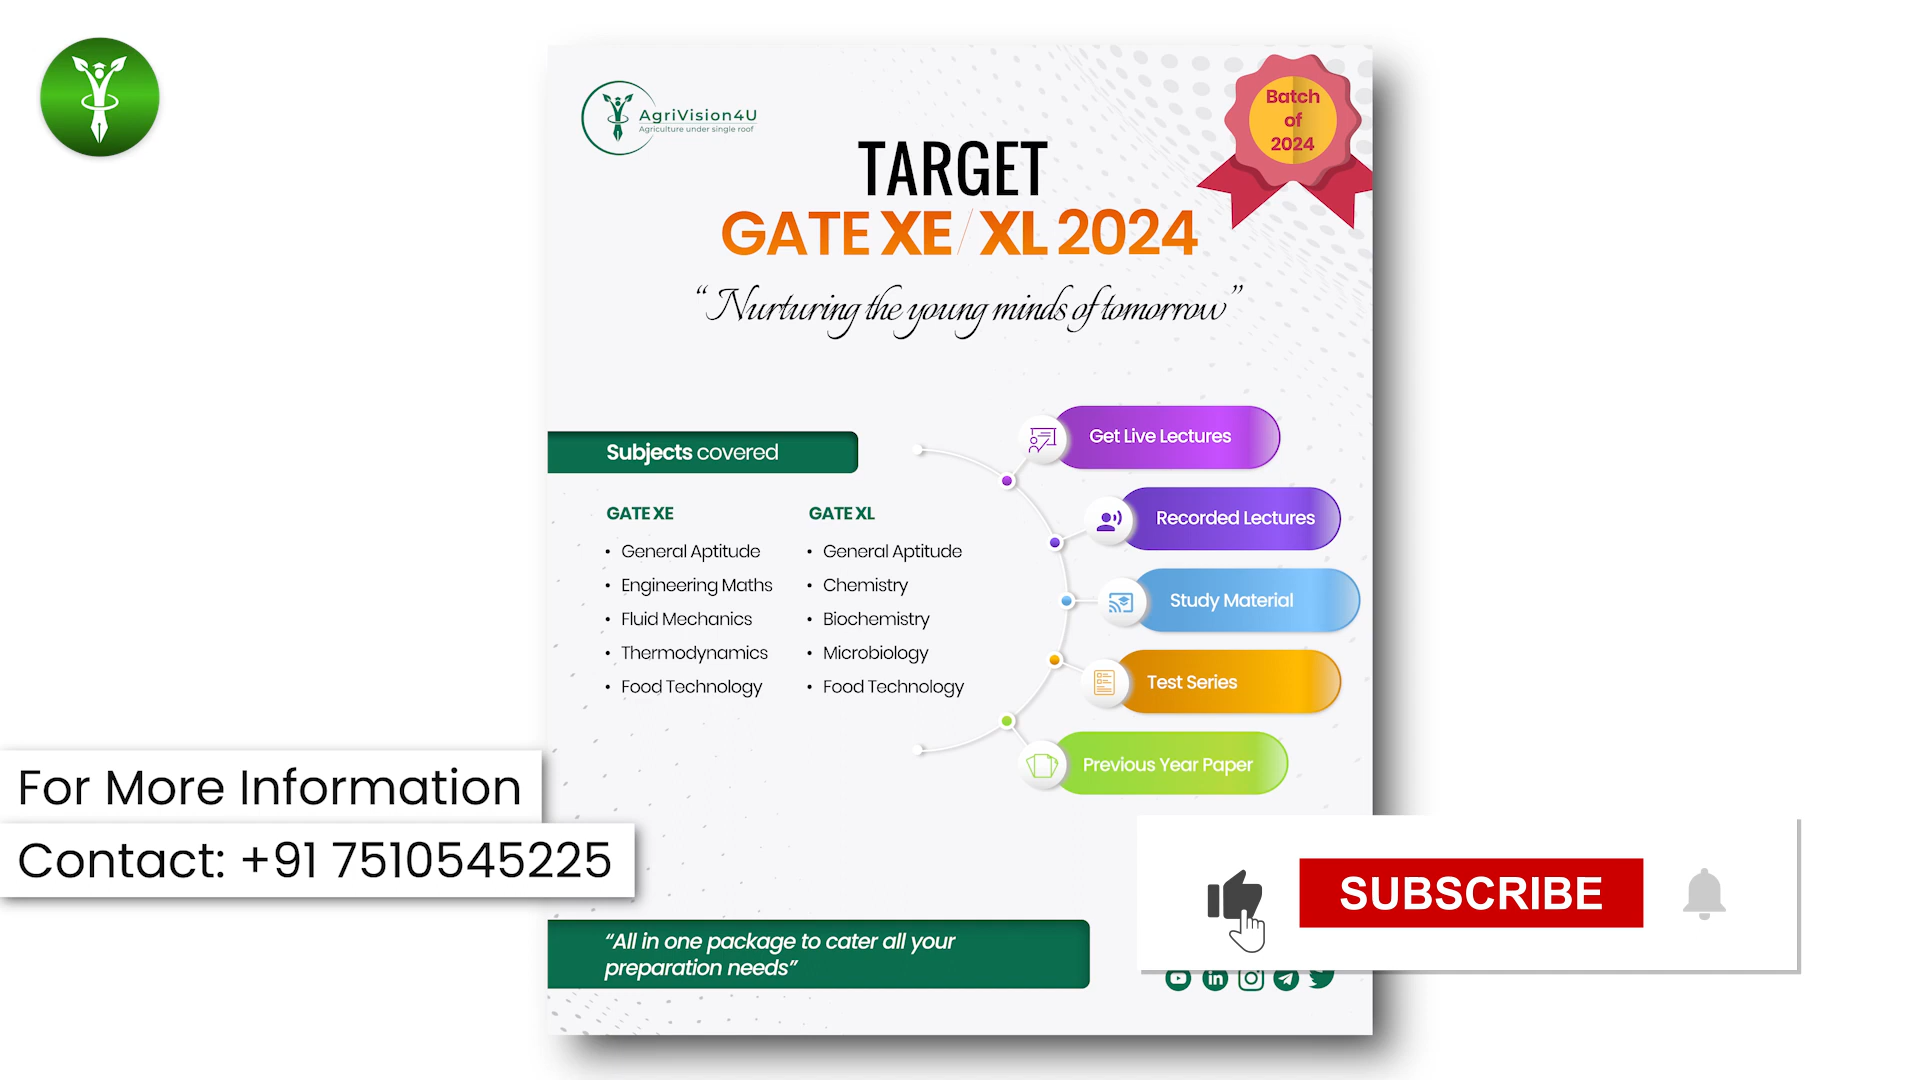 AgriVision4U
Agriculture under single roof
Batch
of
2024
TARGET
GATE XE / XL 2024
“Nurturing the young minds of tomorrow”
Subjects covered
GATE XE
• General Aptitude
• Engineering Maths
• Fluid Mechanics
• Thermodynamics
• Food Technology
GATE XL
• General Aptitude
• Chemistry
• Biochemistry
• Microbiology
• Food Technology
Get Live Lectures
Recorded Lectures
Study Material
Test Series
Previous Year Paper
For More Information
Contact: +91 7510545225
SUBSCRIBE
“All in one package to cater all your
preparation needs”